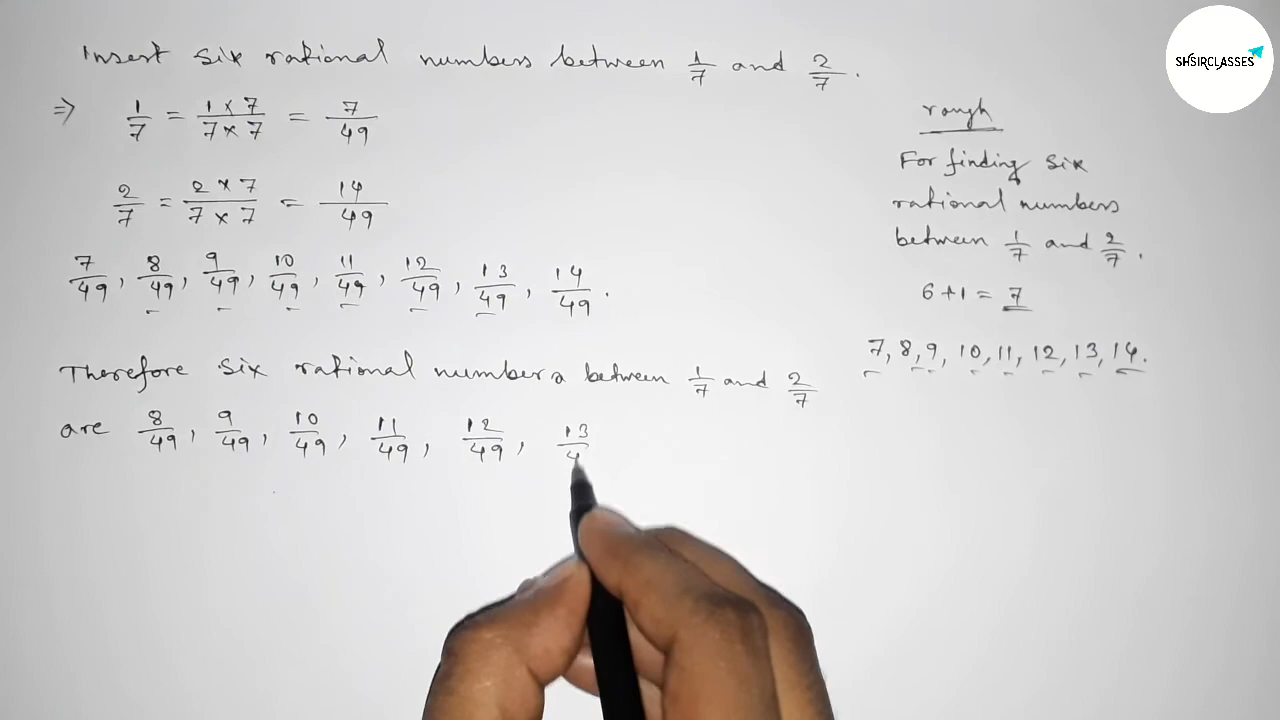 Insert six rational numbers between 1/7 and 2/7.
⇒ 1/7 = 1×7/7×7 = 7/49
2/7 = 2×7/7×7 = 14/49
7/49, 8/49, 9/49, 10/49, 11/49, 12/49, 13/49, 14/49.
Therefore six rational numbers between 1/7 and 2/7
are 8/49, 9/49, 10/49, 11/49, 12/49, 13/4
rough
For finding six
rational numbers
between 1/7 and 2/7.
6+1 = 7
7, 8, 9, 10, 11, 12, 13, 14.
SHSIRCLASSES